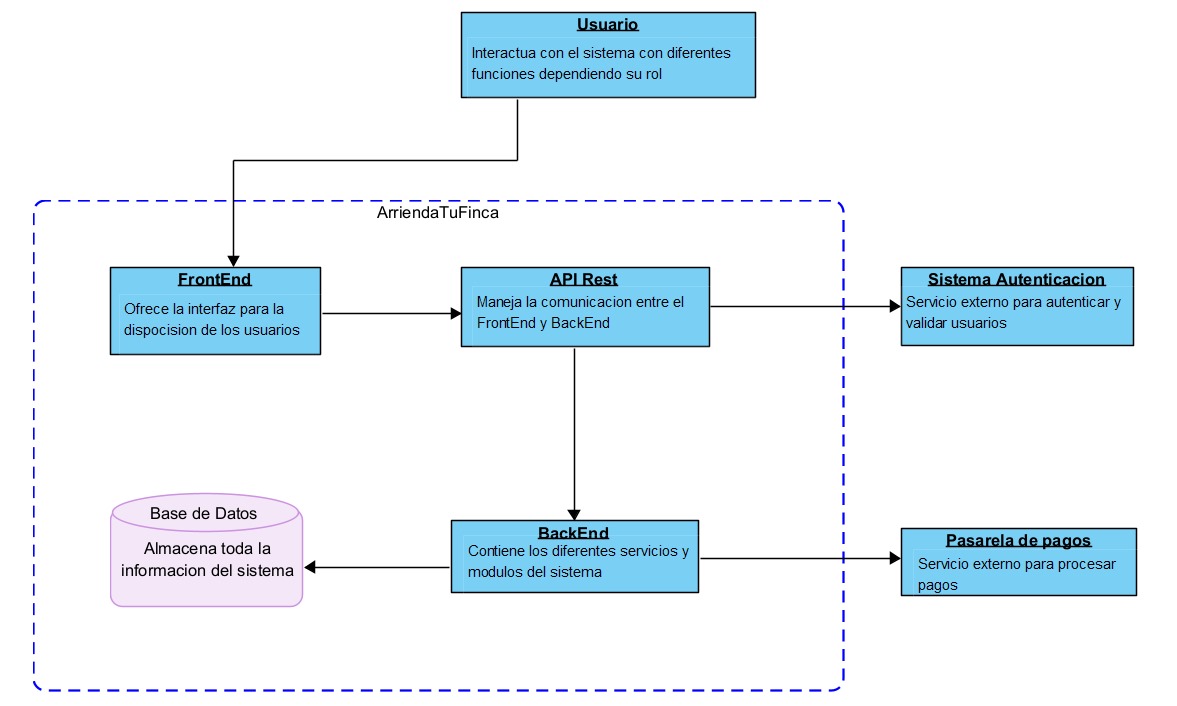 Usuario
Interactua con el sistema con diferentes
funciones dependiendo su rol
ArriendaTuFinca
FrontEnd
Ofrece la interfaz para la
dispocision de los usuarios
API Rest
Maneja la comunicacion entre el
FrontEnd y BackEnd
Sistema Autenticacion
Servicio externo para autenticar y
validar usuarios
Base de Datos
Almacena toda la
informacion del sistema
BackEnd
Contiene los diferentes servicios y
modulos del sistema
Pasarela de pagos
Servicio externo para procesar
pagos